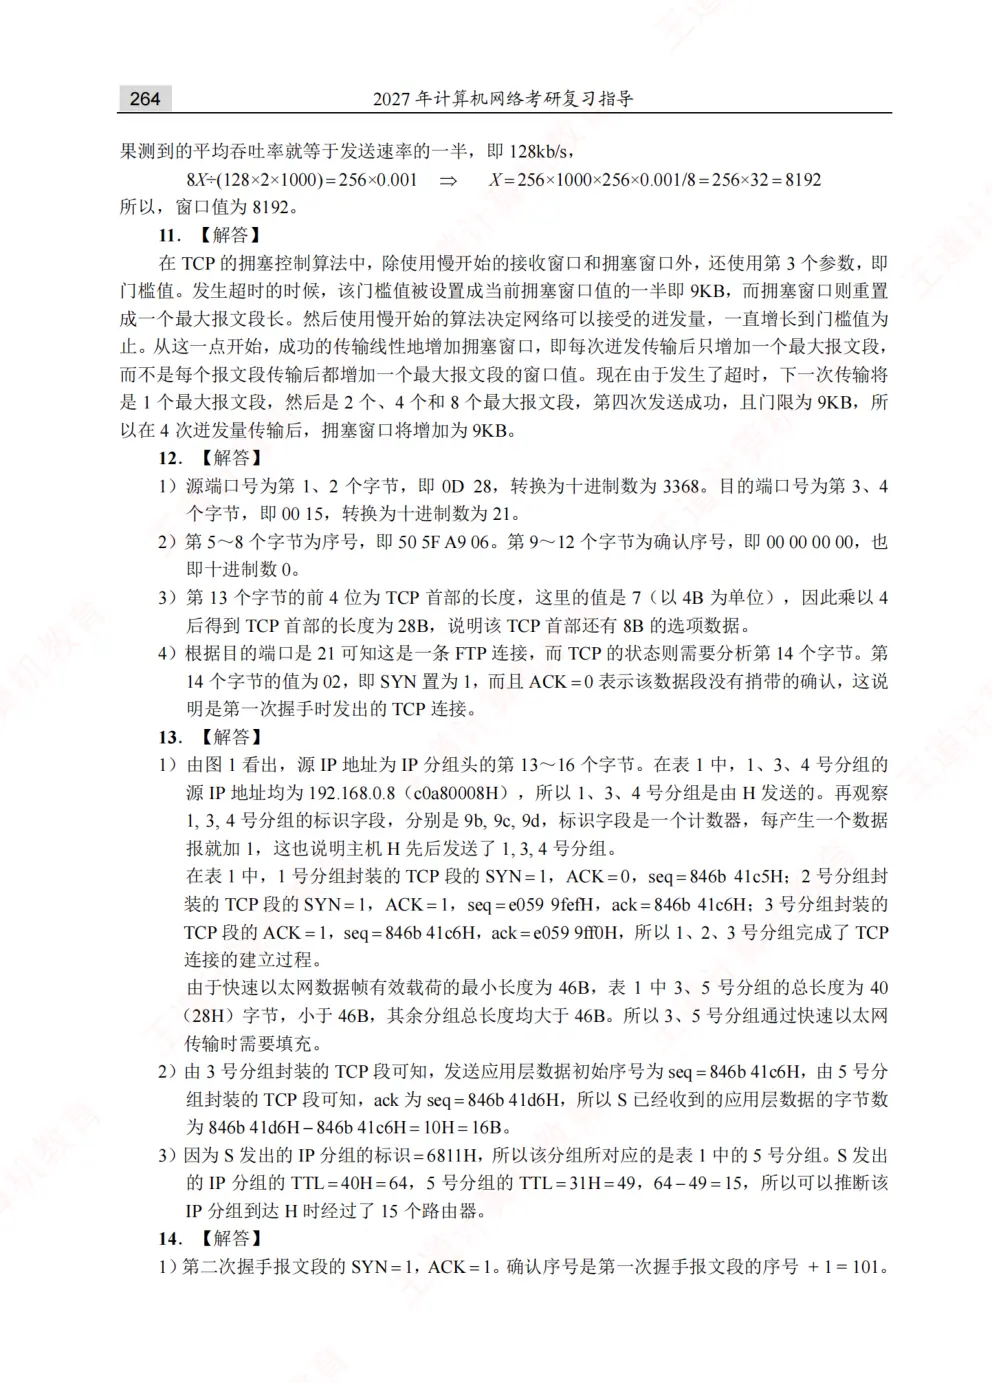 264
2027 年计算机网络考研复习指导
果测到的平均吞吐率就等于发送速率的一半，即 128kb/s，
8X÷(128×2×1000)=256×0.001 ⇒ X=256×1000×256×0.001/8=256×32=8192
所以，窗口值为 8192。
11. 【解答】
在 TCP 的拥塞控制算法中，除使用慢开始的接收窗口和拥塞窗口外，还使用第 3 个参数，即
门槛值。发生超时的时候，该门槛值被设置成当前拥塞窗口值的一半即 9KB，而拥塞窗口则重置
成一个最大报文段长。然后使用慢开始的算法决定网络可以接受的迸发量，一直增长到门槛值为
止。从这一点开始，成功的传输线性地增加拥塞窗口，即每次迸发传输后只增加一个最大报文段，
而不是每个报文段传输后都增加一个最大报文段的窗口值。现在由于发生了超时，下一次传输将
是 1 个最大报文段，然后是 2 个、4 个和 8 个最大报文段，第四次发送成功，且门限为 9KB，所
以在 4 次迸发量传输后，拥塞窗口将增加为 9KB。
12. 【解答】
1）源端口号为第 1、2 个字节，即 0D 28，转换为十进制数为 3368。目的端口号为第 3、4
个字节，即 00 15，转换为十进制数为 21。
2）第 5～8 个字节为序号，即 50 5F A9 06。第 9～12 个字节为确认序号，即 00 00 00 00，也
即十进制数 0。
3）第 13 个字节的前 4 位为 TCP 首部的长度，这里的值是 7（以 4B 为单位），因此乘以 4
后得到 TCP 首部的长度为 28B，说明该 TCP 首部还有 8B 的选项数据。
4）根据目的端口是 21 可知这是一条 FTP 连接，而 TCP 的状态则需要分析第 14 个字节。第
14 个字节的值为 02，即 SYN 置为 1，而且 ACK=0 表示该数据段没有捎带的确认，这说
明是第一次握手时发出的 TCP 连接。
13. 【解答】
1）由图 1 看出，源 IP 地址为 IP 分组头的第 13～16 个字节。在表 1 中，1、3、4 号分组的
源 IP 地址均为 192.168.0.8（c0a80008H），所以 1、3、4 号分组是由 H 发送的。再观察
1, 3, 4 号分组的标识字段，分别是 9b, 9c, 9d，标识字段是一个计数器，每产生一个数据
报就加 1，这也说明主机 H 先后发送了 1, 3, 4 号分组。
在表 1 中，1 号分组封装的 TCP 段的 SYN=1，ACK=0，seq=846b 41c5H；2 号分组封
装的 TCP 段的 SYN=1，ACK=1，seq=e059 9fefH，ack=846b 41c6H；3 号分组封装的
TCP 段的 ACK=1，seq=846b 41c6H，ack=e059 9ff0H，所以 1、2、3 号分组完成了 TCP
连接的建立过程。
由于快速以太网数据帧有效载荷的最小长度为 46B，表 1 中 3、5 号分组的总长度为 40
（28H）字节，小于 46B，其余分组总长度均大于 46B。所以 3、5 号分组通过快速以太网
传输时需要填充。
2）由 3 号分组封装的 TCP 段可知，发送应用层数据初始序号为 seq=846b 41c6H，由 5 号分
组封装的 TCP 段可知，ack 为 seq=846b 41d6H，所以 S 已经收到的应用层数据的字节数
为 846b 41d6H−846b 41c6H=10H=16B。
3）因为 S 发出的 IP 分组的标识=6811H，所以该分组所对应的是表 1 中的 5 号分组。S 发出
的 IP 分组的 TTL=40H=64，5 号分组的 TTL=31H=49，64−49=15，所以可以推断该
IP 分组到达 H 时经过了 15 个路由器。
14. 【解答】
1）第二次握手报文段的 SYN=1，ACK=1。确认序号是第一次握手报文段的序号 +1=101。